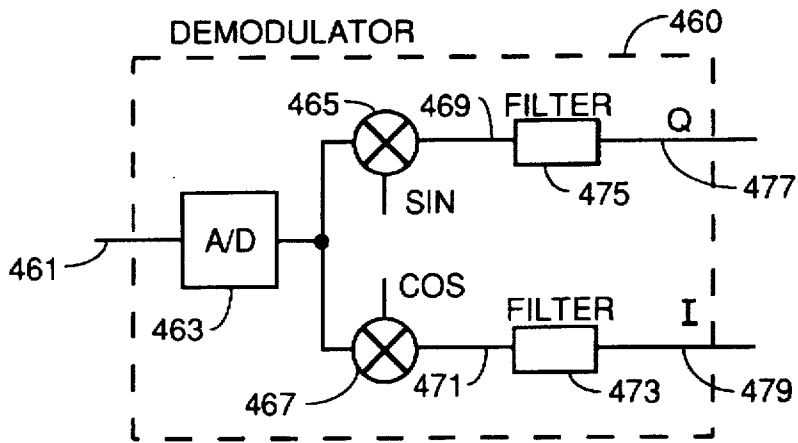 DEMODULATOR
460
465
469
FILTER
Q
475
477
SIN
A/D
461
463
COS
FILTER
I
467
471
473
479